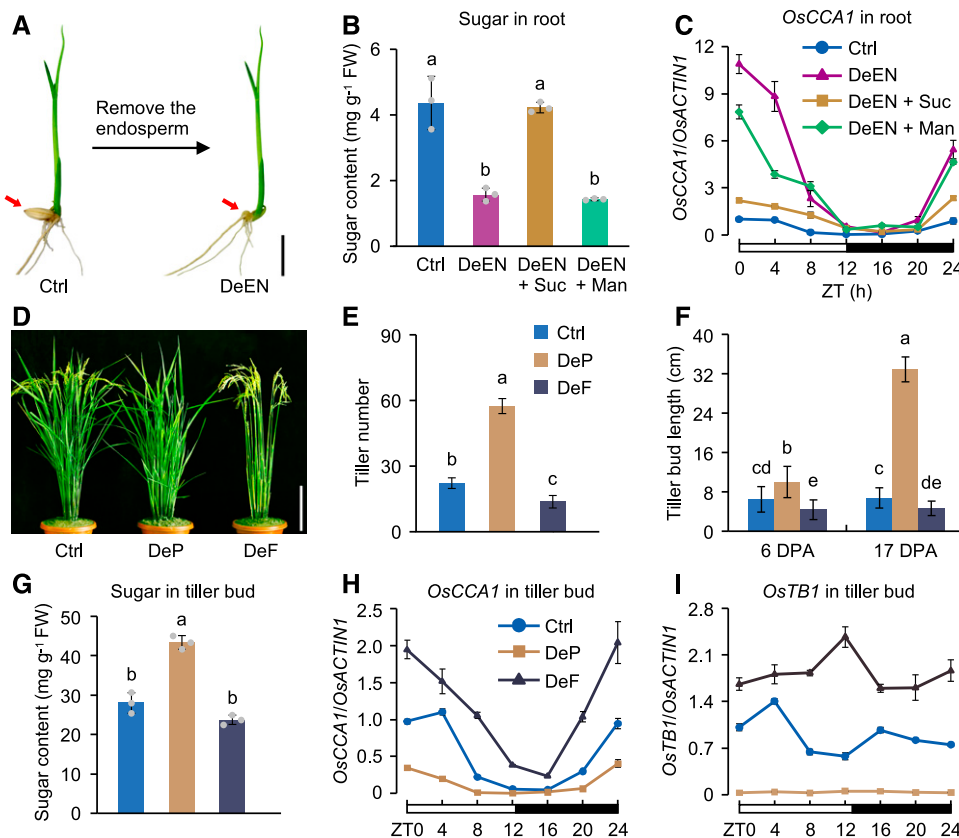 A
Remove the
endosperm
Ctrl
DeEN
B
Sugar in root
Sugar content (mg g⁻¹ FW)
6
4
2
0
a
b
a
b
Ctrl
DeEN
DeEN
+ Suc
DeEN
+ Man
C
OsCCA1 in root
OsCCA1/OsACTIN1
12
9
6
3
0
Ctrl
DeEN
DeEN + Suc
DeEN + Man
0 4 8 12 16 20 24
ZT (h)
D
Ctrl
DeP
DeF
E
Tiller number
90
60
30
0
b
a
c
Ctrl
DeP
DeF
F
Tiller bud length (cm)
40
32
24
16
8
0
cd
b
e
c
a
de
6 DPA
17 DPA
G
Sugar in tiller bud
Sugar content (mg g⁻¹ FW)
50
40
30
20
10
0
b
a
b
H
OsCCA1 in tiller bud
OsCCA1/OsACTIN1
2.5
2.0
1.5
1.0
0.5
0
Ctrl
DeP
DeF
ZT0 4 8 12 16 20 24
I
OsTB1 in tiller bud
OsTB1/OsACTIN1
2.8
2.1
1.4
0.7
0
ZT0 4 8 12 16 20 24